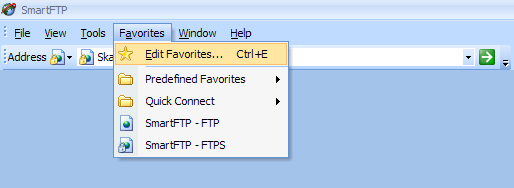 SmartFTP
File View Tools Favorites Window Help
Address Ska
Edit Favorites... Ctrl+E
Predefined Favorites
Quick Connect
SmartFTP - FTP
SmartFTP - FTPS